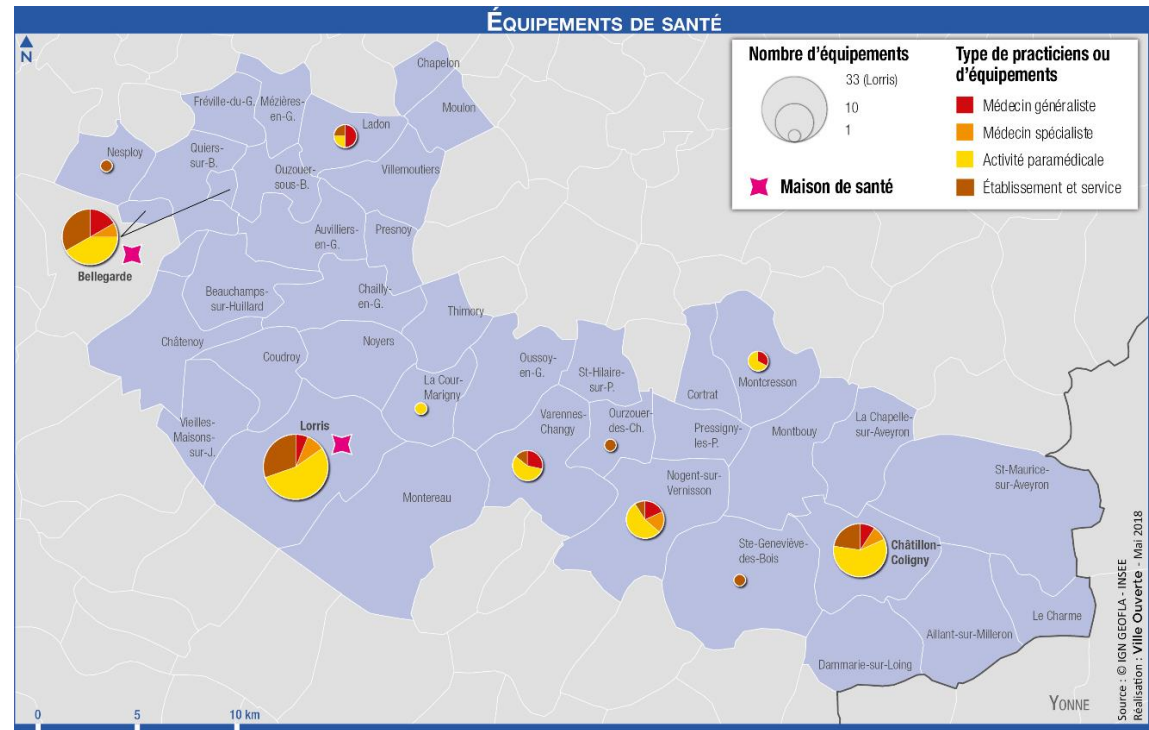 ÉQUIPEMENTS DE SANTÉ
N
Nombre d'équipements
33 (Lorris)
10
1
Maison de santé
Type de practiciens ou
d'équipements
Médecin généraliste
Médecin spécialiste
Activité paramédicale
Établissement et service
Chapelon
Moulon
Fréville-du-G.
Mézières-
en-G.
Ladon
Nesploy
Quiers-
sur-B.
Ouzouer-
sous-B.
Villemoutiers
Auvilliers-
en-G.
Presnoy
Bellegarde
Beauchamps-
sur-Huillard
Chailly-
en-G.
Thimory
Châtenoy
Coudroy
Noyers
Oussoy-
en-G.
St-Hilaire-
sur-P.
La Cour-
Marigny
Cortrat
Montcresson
Vieilles-
Maisons-
sur-J.
Lorris
Varennes-
Changy
Ourzouer-
des-Ch.
Pressigny-
les-P.
Montbouy
La Chapelle-
sur-Aveyron
Montereau
Nogent-sur-
Vernisson
St-Maurice-
sur-Aveyron
Ste-Geneviève-
des-Bois
Châtillon-
Coligny
Le Charme
Aillant-sur-Milleron
Dammarie-sur-Loing
YONNE
0 5 10 km
Source : © IGN GEOFLA - INSEE
Réalisation : Ville Ouverte - Mai 2018